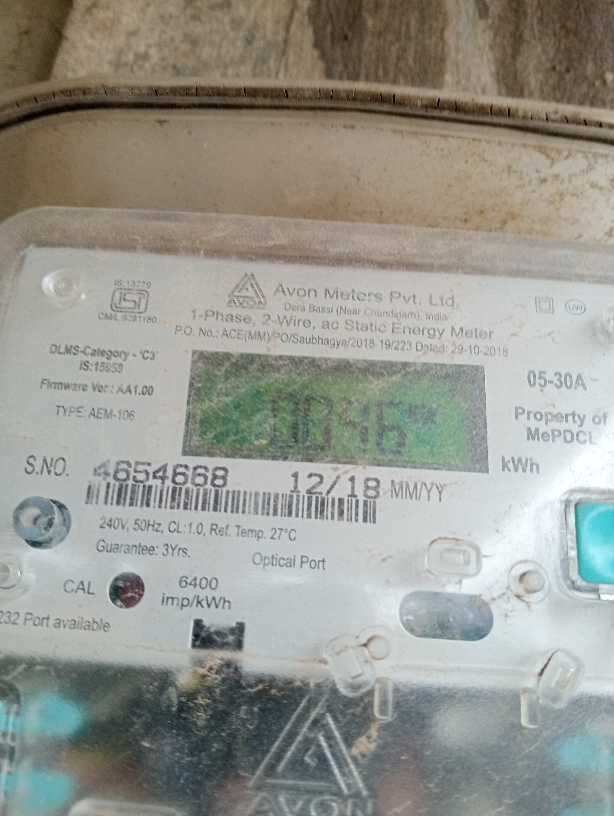 IS:13779
ISI
AVON
Avon Meters Pvt. Ltd.
Dera Bassi (Near Chandigarh), India
1-Phase, 2-Wire, ac Static Energy Meter
P.O. No.: ACE(MM)/PO/Saubhagya/2018-19/223 Dated: 29-10-2018
DLMS-Category - 'C3'
IS:15959
Firmware Ver.: AA1.00
TYPE: AEM-106
05-30A~
Property of
MePDCL
kWh
S.NO. 4654668 12/18 MM/YY
240V, 50Hz, CL:1.0, Ref. Temp. 27°C
Guarantee: 3Yrs.
Optical Port
CAL
6400
imp/kWh
232 Port available
AVON